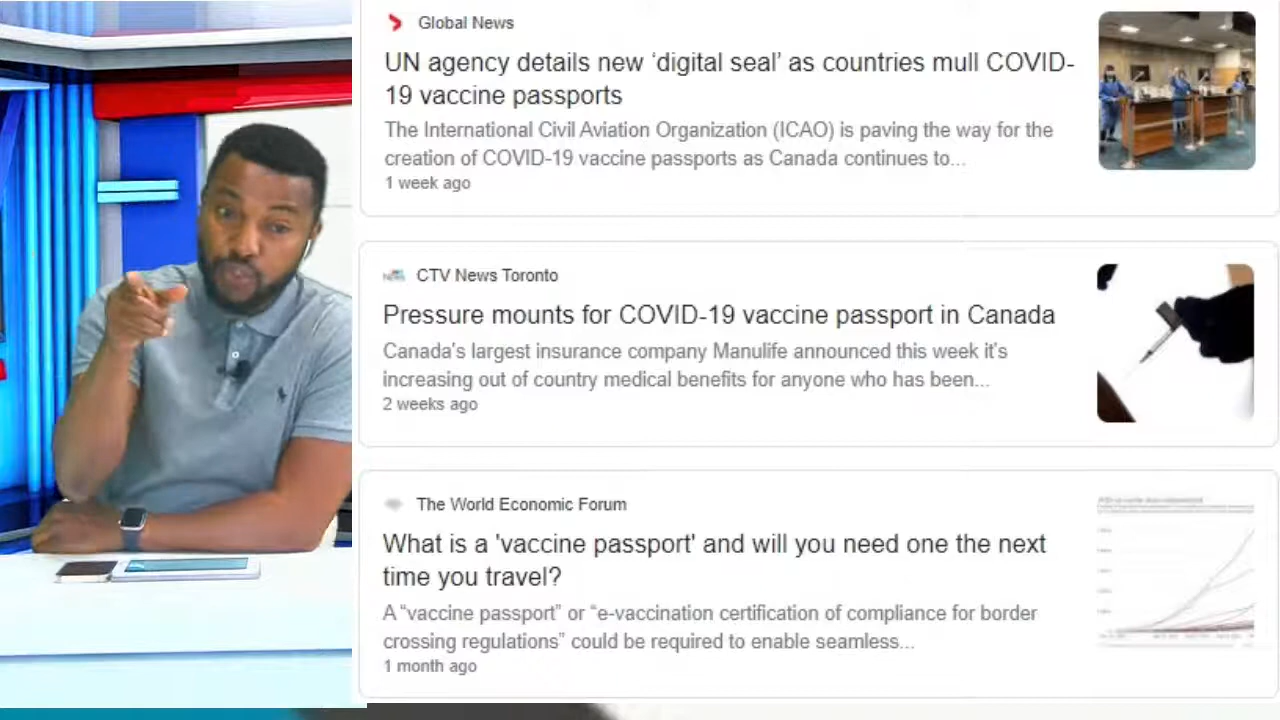 Global News
UN agency details new ‘digital seal’ as countries mull COVID-
19 vaccine passports
The International Civil Aviation Organization (ICAO) is paving the way for the
creation of COVID-19 vaccine passports as Canada continues to...
1 week ago
CTV News Toronto
Pressure mounts for COVID-19 vaccine passport in Canada
Canada's largest insurance company Manulife announced this week it's
increasing out of country medical benefits for anyone who has been...
2 weeks ago
The World Economic Forum
What is a 'vaccine passport' and will you need one the next
time you travel?
A “vaccine passport” or “e-vaccination certification of compliance for border
crossing regulations” could be required to enable seamless...
1 month ago